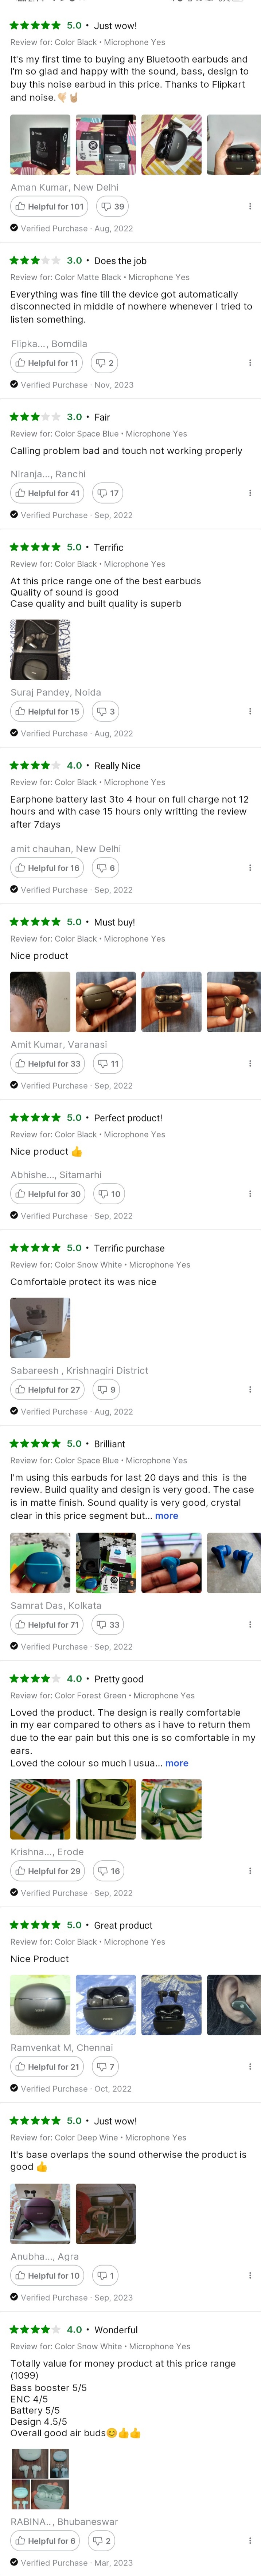 5.0 • Just wow!
Review for: Color Black • Microphone Yes
It's my first time to buying any Bluetooth earbuds and
I'm so glad and happy with the sound, bass, design to
buy this noise earbud in this price. Thanks to Flipkart
and noise.🫰🏼🤘🏼
Aman Kumar, New Delhi
Helpful for 101 39
Verified Purchase · Aug, 2022
3.0 • Does the job
Review for: Color Matte Black • Microphone Yes
Everything was fine till the device got automatically
disconnected in middle of nowhere whenever I tried to
listen something.
Flipka..., Bomdila
Helpful for 11 2
Verified Purchase · Nov, 2023
3.0 • Fair
Review for: Color Space Blue • Microphone Yes
Calling problem bad and touch not working properly
Niranja..., Ranchi
Helpful for 41 17
Verified Purchase · Sep, 2022
5.0 • Terrific
Review for: Color Black • Microphone Yes
At this price range one of the best earbuds
Quality of sound is good
Case quality and built quality is superb
Suraj Pandey, Noida
Helpful for 15 3
Verified Purchase · Aug, 2022
4.0 • Really Nice
Review for: Color Black • Microphone Yes
Earphone battery last 3to 4 hour on full charge not 12
hours and with case 15 hours only writting the review
after 7days
amit chauhan, New Delhi
Helpful for 16 6
Verified Purchase · Sep, 2022
5.0 • Must buy!
Review for: Color Black • Microphone Yes
Nice product
Amit Kumar, Varanasi
Helpful for 33 11
Verified Purchase · Sep, 2022
5.0 • Perfect product!
Review for: Color Black • Microphone Yes
Nice product 👍
Abhishe..., Sitamarhi
Helpful for 30 10
Verified Purchase · Sep, 2022
5.0 • Terrific purchase
Review for: Color Snow White • Microphone Yes
Comfortable protect its was nice
Sabareesh , Krishnagiri District
Helpful for 27 9
Verified Purchase · Aug, 2022
5.0 • Brilliant
Review for: Color Space Blue • Microphone Yes
I'm using this earbuds for last 20 days and this  is the
review. Build quality and design is very good. The case
is in matte finish. Sound quality is very good, crystal
clear in this price segment but... more
Samrat Das, Kolkata
Helpful for 71 33
Verified Purchase · Sep, 2022
4.0 • Pretty good
Review for: Color Forest Green • Microphone Yes
Loved the product. The design is really comfortable
in my ear compared to others as i have to return them
due to the ear pain but this one is so comfortable in my
ears.
Loved the colour so much i usua... more
Krishna..., Erode
Helpful for 29 16
Verified Purchase · Sep, 2022
5.0 • Great product
Review for: Color Black • Microphone Yes
Nice Product
Ramvenkat M, Chennai
Helpful for 21 7
Verified Purchase · Oct, 2022
5.0 • Just wow!
Review for: Color Deep Wine • Microphone Yes
It's base overlaps the sound otherwise the product is
good 👍
Anubha..., Agra
Helpful for 10 1
Verified Purchase · Sep, 2023
4.0 • Wonderful
Review for: Color Snow White • Microphone Yes
Totally value for money product at this price range
(1099)
Bass booster 5/5
ENC 4/5
Battery 5/5
Design 4.5/5
Overall good air buds😊👍👍
RABINA.., Bhubaneswar
Helpful for 6 2
Verified Purchase · Mar, 2023